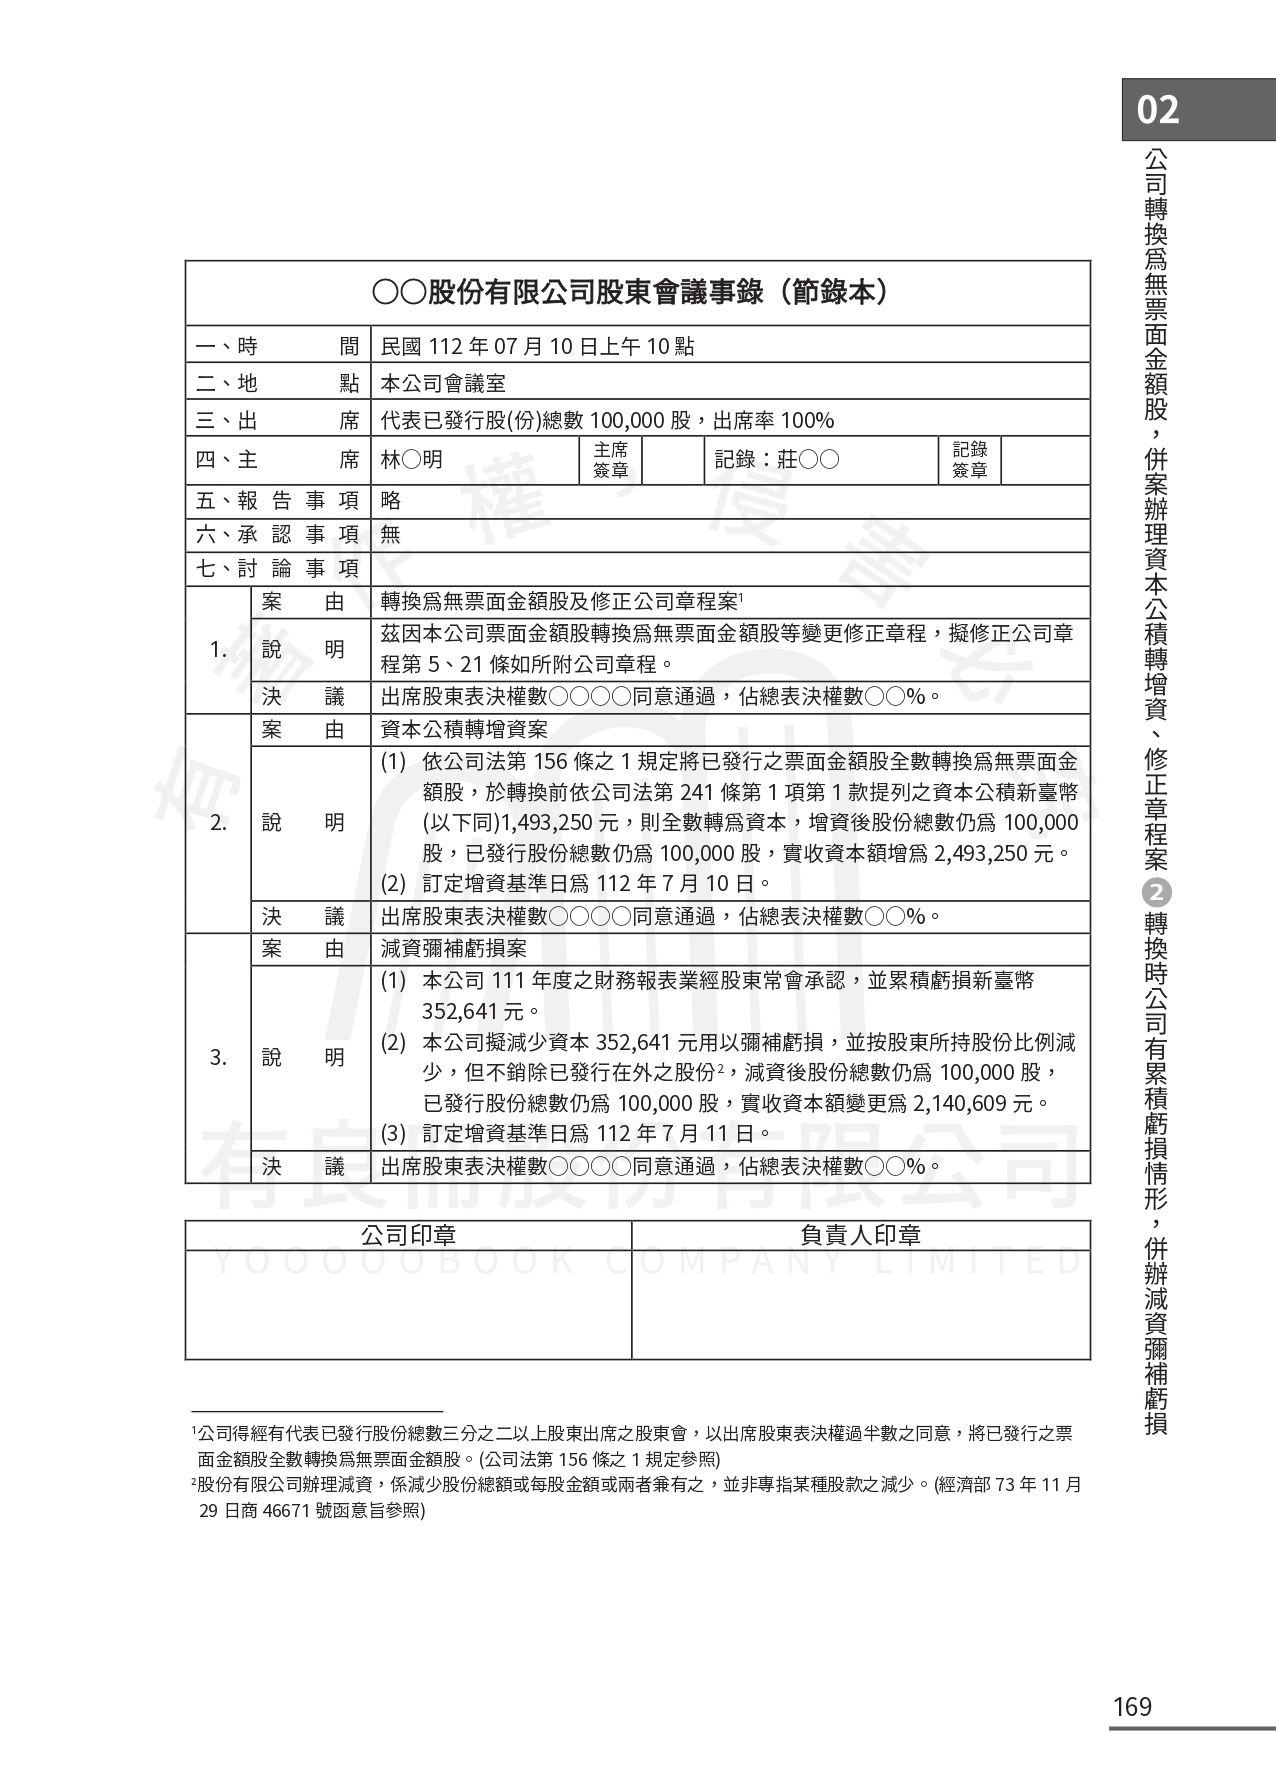 02
公司轉換為無票面金額股，併案辦理資本公積轉增資、修正章程案❷轉換時公司有累積虧損情形，併辦減資彌補虧損
○○股份有限公司股東會議事錄（節錄本）
一、時間 民國 112 年 07 月 10 日上午 10 點
二、地點 本公司會議室
三、出席 代表已發行股(份)總數 100,000 股，出席率 100%
四、主席 林○明 主席簽章 記錄：莊○○ 記錄簽章
五、報告事項 略
六、承認事項 無
七、討論事項
1.
案由 轉換為無票面金額股及修正公司章程案¹
說明 茲因本公司票面金額股轉換為無票面金額股等變更修正章程，擬修正公司章
程第 5、21 條如所附公司章程。
決議 出席股東表決權數○○○○同意通過，佔總表決權數○○%。
2.
案由 資本公積轉增資案
說明 (1) 依公司法第 156 條之 1 規定將已發行之票面金額股全數轉換為無票面金
額股，於轉換前依公司法第 241 條第 1 項第 1 款提列之資本公積新臺幣
(以下同)1,493,250 元，則全數轉為資本，增資後股份總數仍為 100,000
股，已發行股份總數仍為 100,000 股，實收資本額增為 2,493,250 元。
(2) 訂定增資基準日為 112 年 7 月 10 日。
決議 出席股東表決權數○○○○同意通過，佔總表決權數○○%。
3.
案由 減資彌補虧損案
說明 (1) 本公司 111 年度之財務報表業經股東常會承認，並累積虧損新臺幣
352,641 元。
(2) 本公司擬減少資本 352,641 元用以彌補虧損，並按股東所持股份比例減
少，但不銷除已發行在外之股份²，減資後股份總數仍為 100,000 股，
已發行股份總數仍為 100,000 股，實收資本額變更為 2,140,609 元。
(3) 訂定增資基準日為 112 年 7 月 11 日。
決議 出席股東表決權數○○○○同意通過，佔總表決權數○○%。
公司印章 負責人印章
¹公司得經有代表已發行股份總數三分之二以上股東出席之股東會，以出席股東表決權過半數之同意，將已發行之票
面金額股全數轉換為無票面金額股。(公司法第 156 條之 1 規定參照)
²股份有限公司辦理減資，係減少股份總額或每股金額或兩者兼有之，並非專指某種股款之減少。(經濟部 73 年 11 月
29 日商 46671 號函意旨參照)
169
有著作權，侵害必究
有良冊股份有限公司
YOOOOOBOOK COMPANY LIMITED